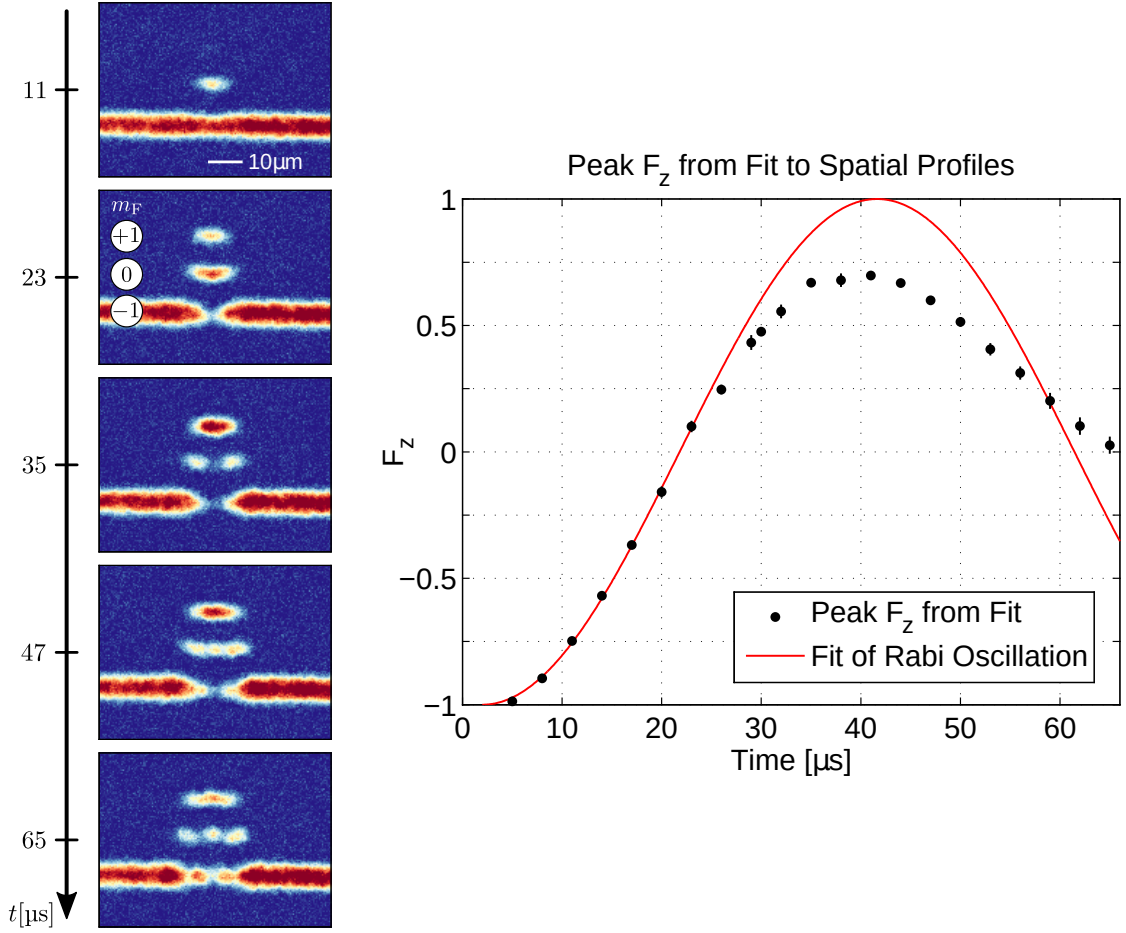 11
10µm
m_F
+1
0
−1
23
35
47
65
t[µs]
Peak F_z from Fit to Spatial Profiles
1
0.5
0
−0.5
−1
F_z
0 10 20 30 40 50 60
Time [µs]
Peak F_z from Fit
Fit of Rabi Oscillation